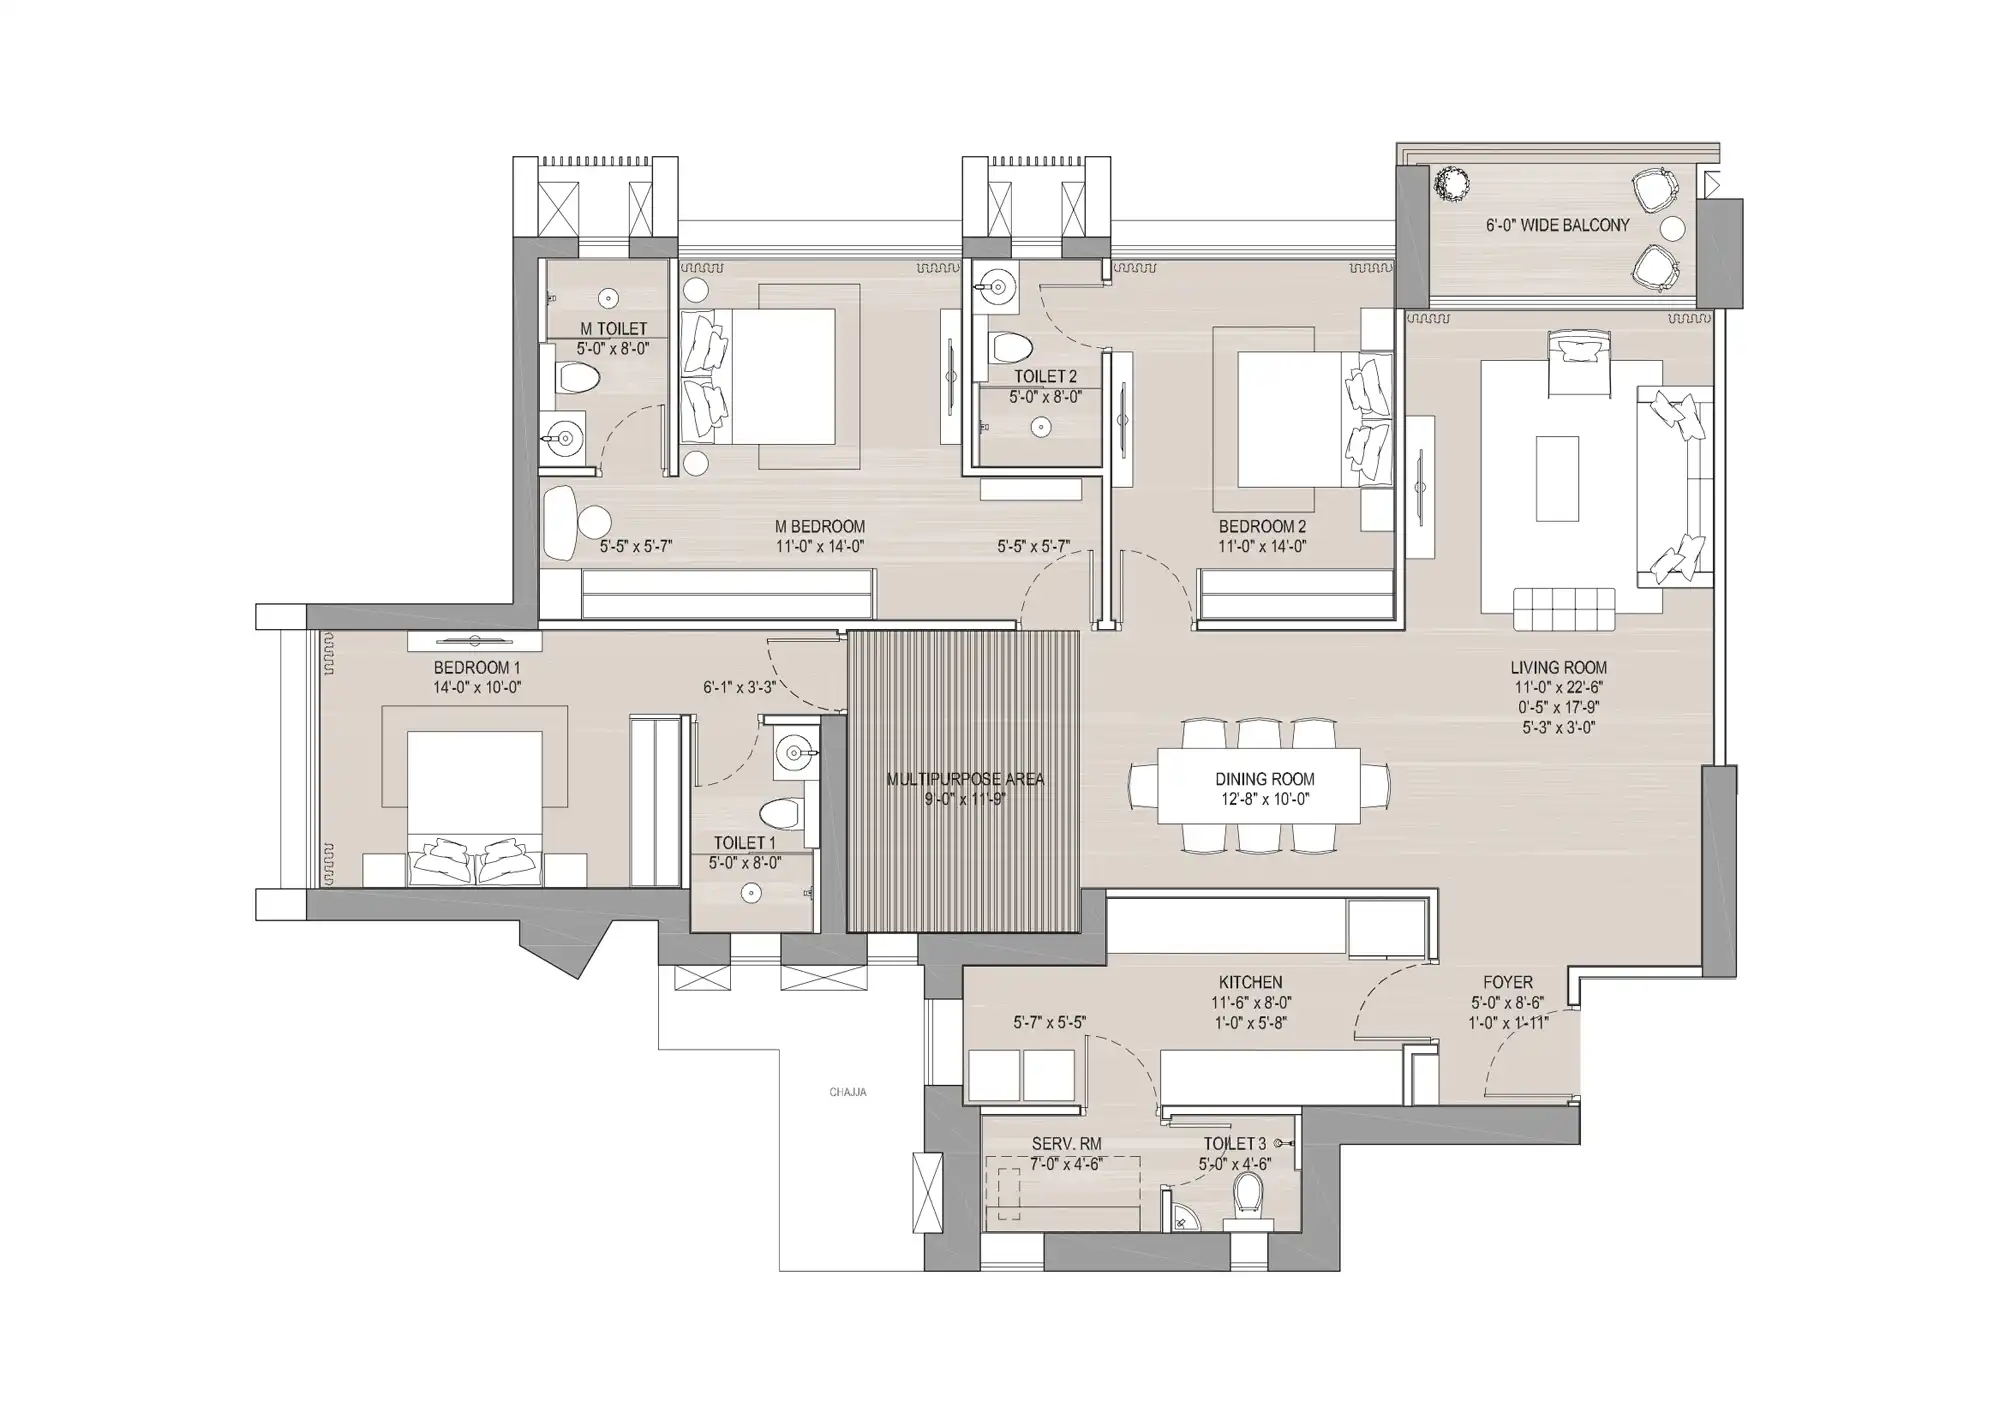 6'-0" WIDE BALCONY
M TOILET
5'-0" x 8'-0"
TOILET 2
5'-0" x 8'-0"
M BEDROOM
11'-0" x 14'-0"
5'-5" x 5'-7"
5'-5" x 5'-7"
BEDROOM 2
11'-0" x 14'-0"
BEDROOM 1
14'-0" x 10'-0"
6'-1" x 3'-3"
LIVING ROOM
11'-0" x 22'-6"
0'-5" x 17'-9"
5'-3" x 3'-0"
MULTIPURPOSE AREA
9'-0" x 11'-9"
DINING ROOM
12'-8" x 10'-0"
TOILET 1
5'-0" x 8'-0"
KITCHEN
11'-6" x 8'-0"
1'-0" x 5'-8"
5'-7" x 5'-5"
FOYER
5'-0" x 8'-6"
1'-0" x 1'-11"
CHAJJA
SERV. RM
7'-0" x 4'-6"
TOILET 3
5'-0" x 4'-6"